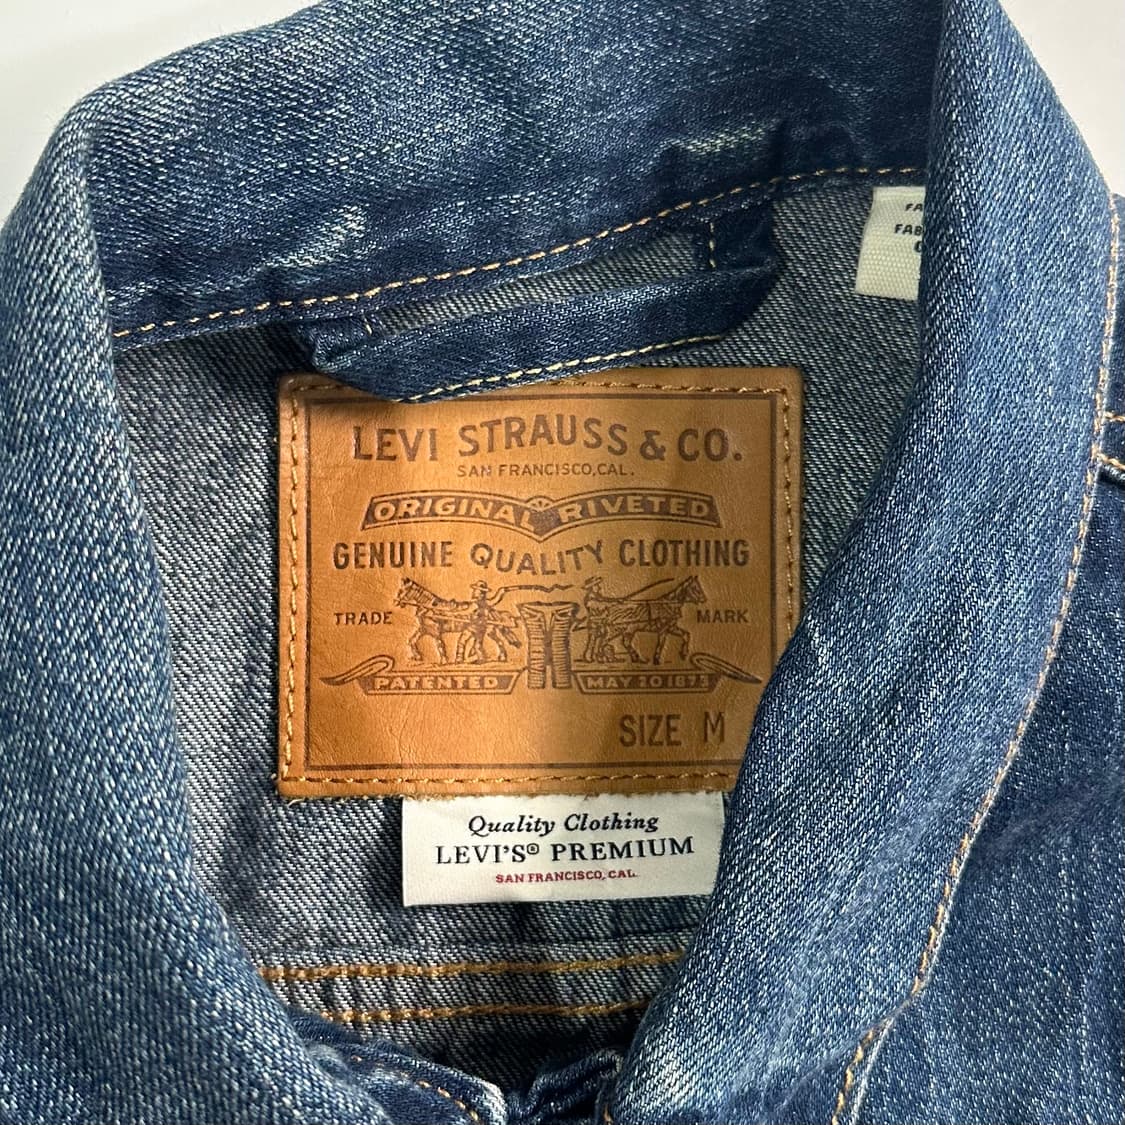 LEVI STRAUSS & CO.
SAN FRANCISCO, CAL.
ORIGINAL RIVETED
GENUINE QUALITY CLOTHING
TRADE MARK
PATENTED MAY 20 1873
SIZE M
Quality Clothing
LEVI'S® PREMIUM
SAN FRANCISCO, CAL.